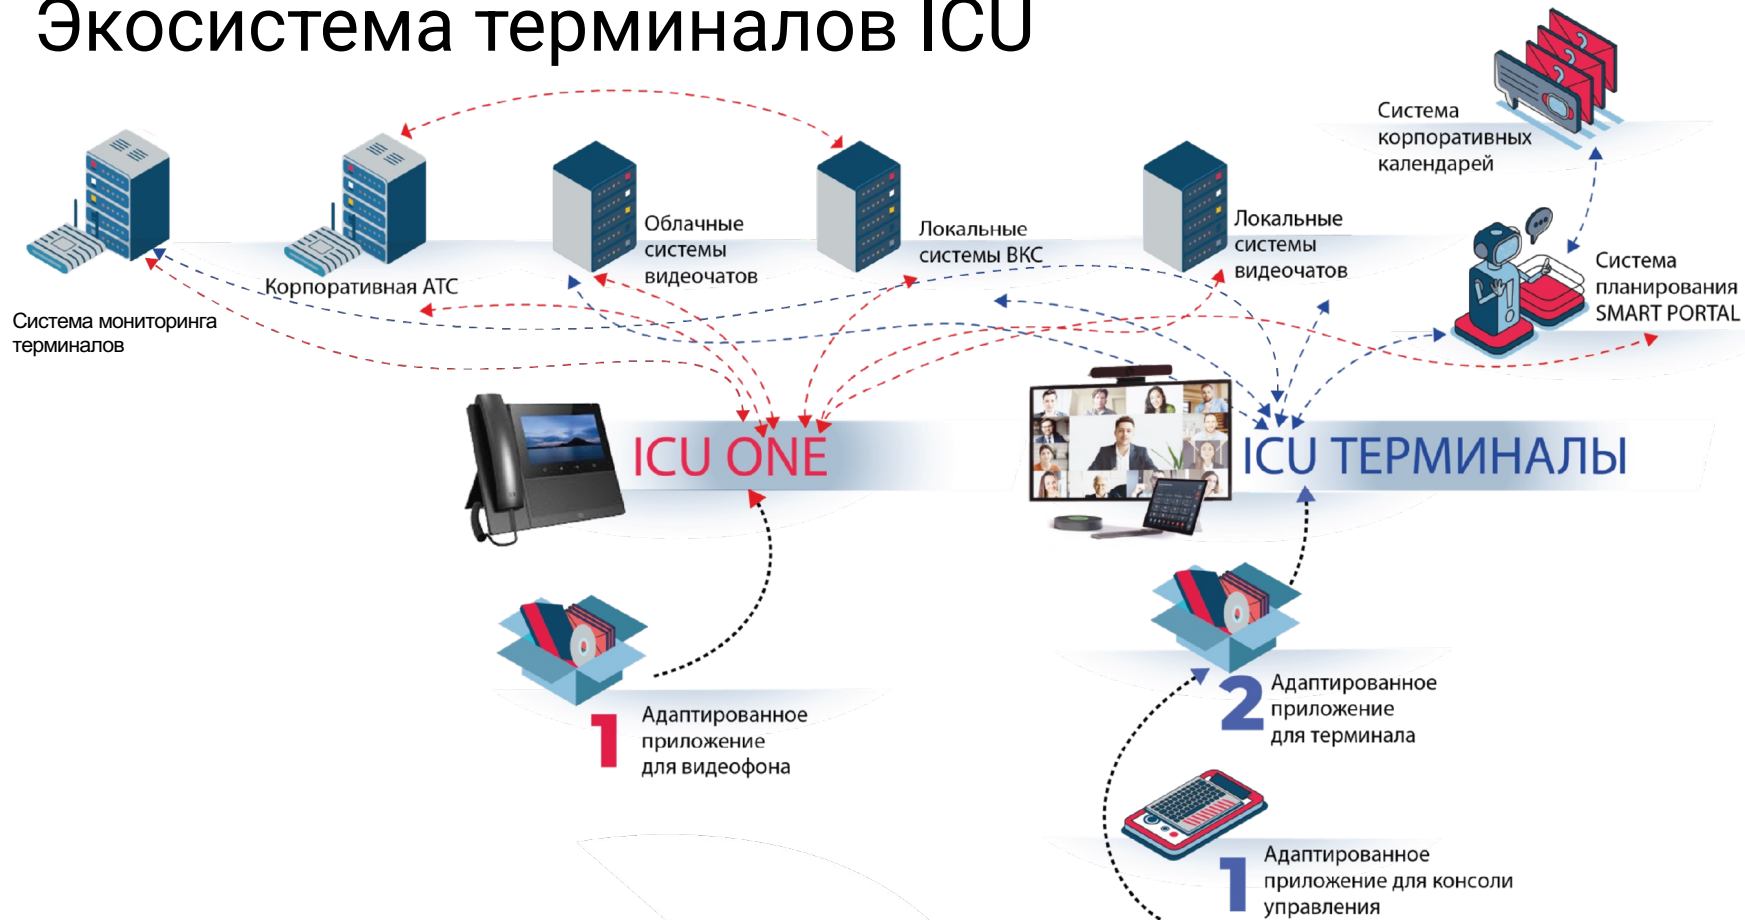 Экосистема терминалов ICU
Система
корпоративных
календарей
Облачные
системы
видеочатов
Локальные
системы ВКС
Локальные
системы
видеочатов
Система
планирования
SMART PORTAL
Корпоративная АТС
Система мониторинга
терминалов
ICU ONE
ICU ТЕРМИНАЛЫ
1
Адаптированное
приложение
для видеофона
2
Адаптированное
приложение
для терминала
1
Адаптированное
приложение для консоли
управления